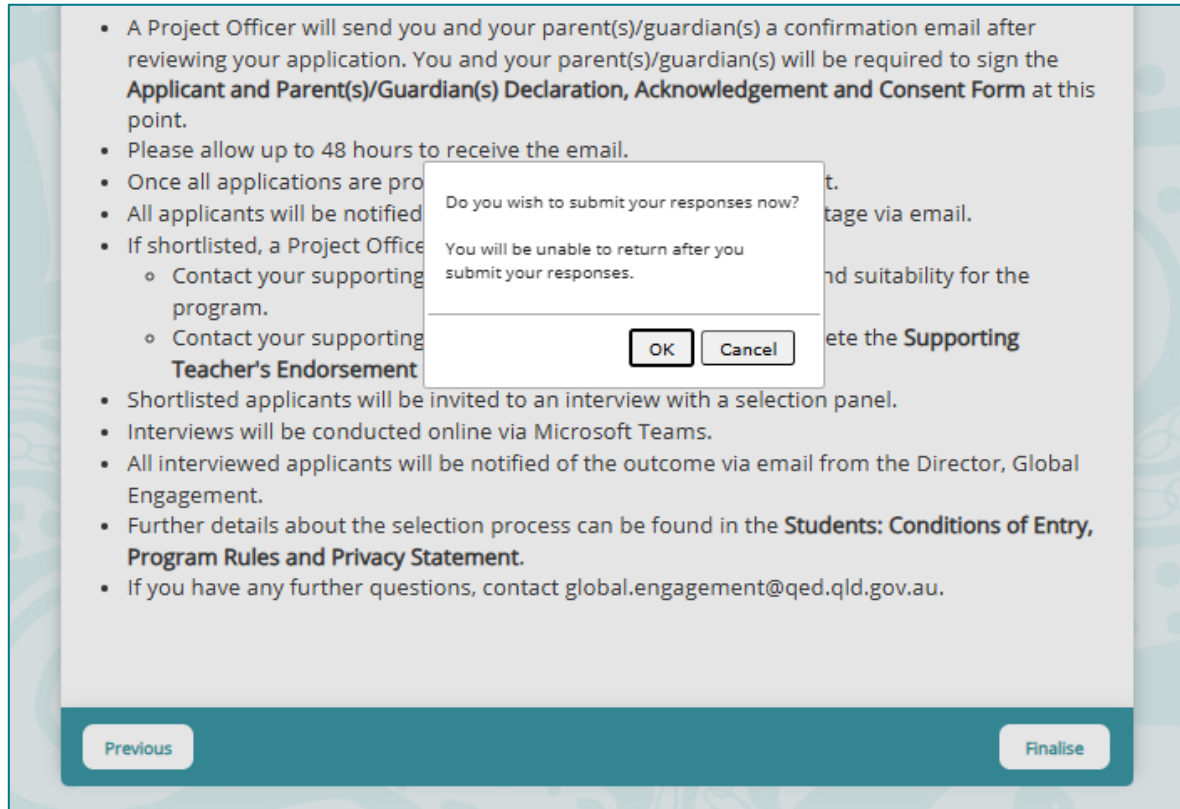 • A Project Officer will send you and your parent(s)/guardian(s) a confirmation email after
reviewing your application. You and your parent(s)/guardian(s) will be required to sign the
Applicant and Parent(s)/Guardian(s) Declaration, Acknowledgement and Consent Form at this
point.
• Please allow up to 48 hours to receive the email.
• Once all applications are pro t.
• All applicants will be notified tage via email.
• If shortlisted, a Project Office
◦ Contact your supporting nd suitability for the
program.
◦ Contact your supporting ete the Supporting
Teacher's Endorsement
Do you wish to submit your responses now?
You will be unable to return after you
submit your responses.
OK Cancel
• Shortlisted applicants will be invited to an interview with a selection panel.
• Interviews will be conducted online via Microsoft Teams.
• All interviewed applicants will be notified of the outcome via email from the Director, Global
Engagement.
• Further details about the selection process can be found in the Students: Conditions of Entry,
Program Rules and Privacy Statement.
• If you have any further questions, contact global.engagement@qed.qld.gov.au.
Previous Finalise